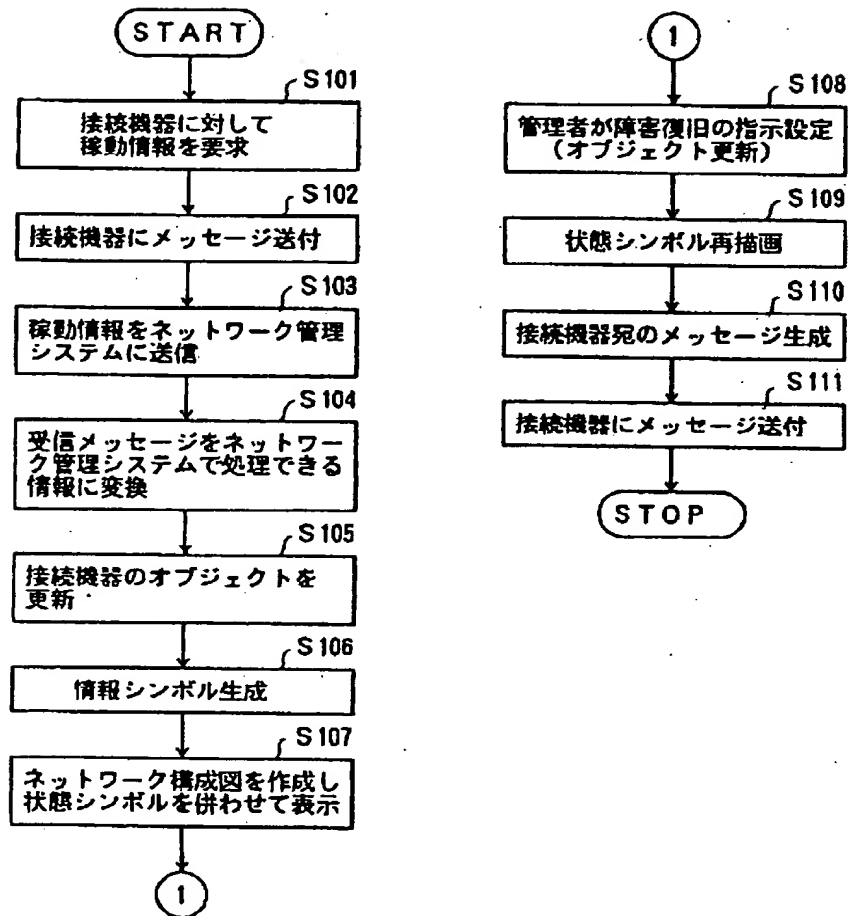 START
S101
接続機器に対して
稼動情報を要求
S102
接続機器にメッセージ送付
S103
稼動情報をネットワーク管理
システムに送信
S104
受信メッセージをネットワー
ク管理システムで処理できる
情報に変換
S105
接続機器のオブジェクトを
更新
S106
情報シンボル生成
S107
ネットワーク構成図を作成し
状態シンボルを併わせて表示
1
1
S108
管理者が障害復旧の指示設定
(オブジェクト更新)
S109
状態シンボル再描画
S110
接続機器宛のメッセージ生成
S111
接続機器にメッセージ送付
STOP